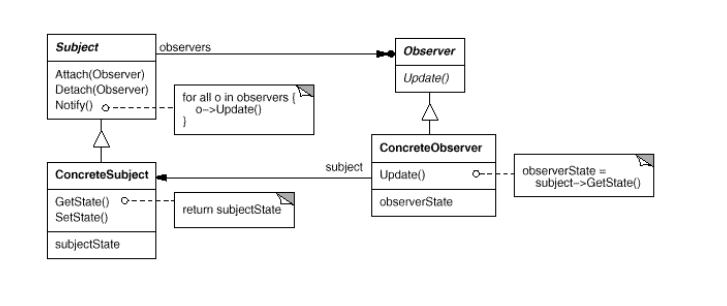 Subject
observers
Observer
Attach(Observer)
Detach(Observer)
Notify()
for all o in observers {
o->Update()
}
Update()
ConcreteSubject
GetState()
SetState()
subjectState
return subjectState
subject
ConcreteObserver
Update()
observerState
observerState =
subject->GetState()